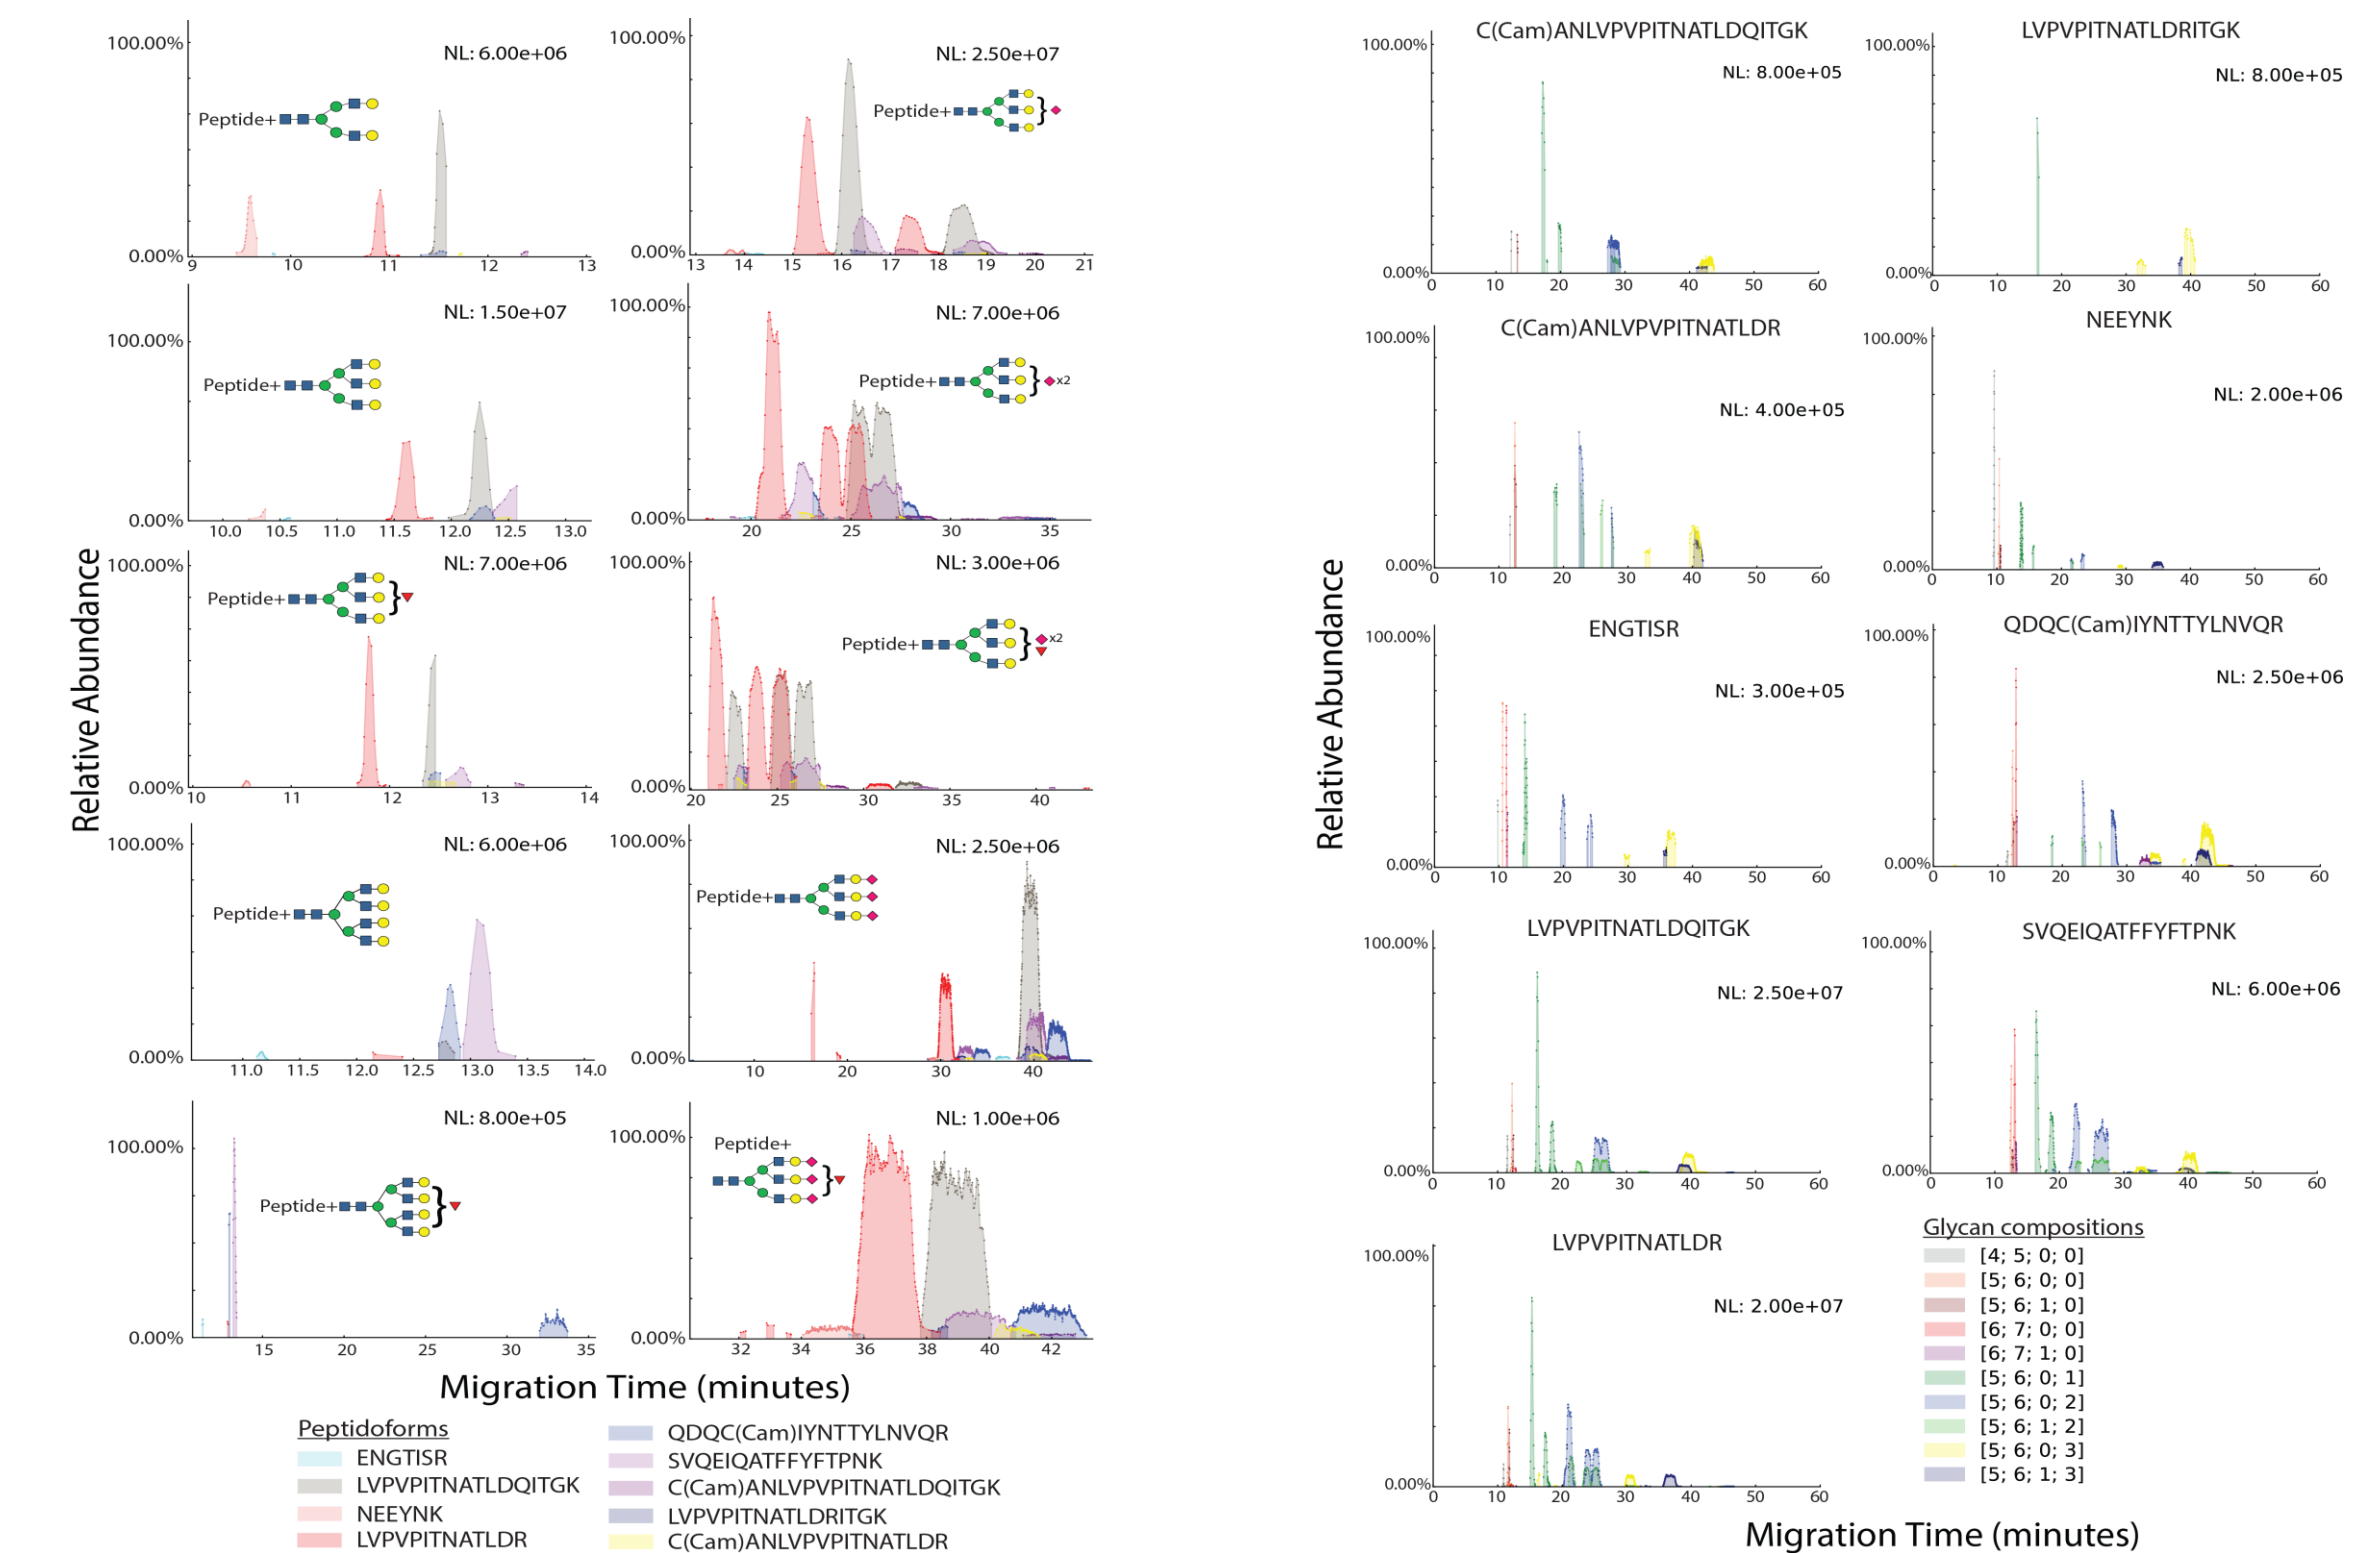 Relative Abundance
100.00%
NL: 6.00e+06
Peptide+
0.00%
9 10 11 12 13
100.00%
NL: 2.50e+07
Peptide+
0.00%
13 14 15 16 17 18 19 20 21
NL: 1.50e+07
100.00%
Peptide+
0.00%
10.0 10.5 11.0 11.5 12.0 12.5 13.0
100.00%
NL: 7.00e+06
Peptide+ x2
0.00%
20 25 30 35
100.00%
NL: 7.00e+06
Peptide+
0.00%
10 11 12 13 14
100.00%
NL: 3.00e+06
Peptide+ x2
0.00%
20 25 30 35 40
100.00%
NL: 6.00e+06
Peptide+
0.00%
11.0 11.5 12.0 12.5 13.0 13.5 14.0
100.00%
NL: 2.50e+06
Peptide+
0.00%
10 20 30 40
NL: 8.00e+05
100.00%
Peptide+
0.00%
15 20 25 30 35
NL: 1.00e+06
100.00%
Peptide+
0.00%
32 34 36 38 40 42
Migration Time (minutes)
Peptidoforms
ENGTISR
LVPVPITNATLDQITGK
NEEYNK
LVPVPITNATLDR
QDQC(Cam)IYNTTYLNVQR
SVQEIQATFFYFTPNK
C(Cam)ANLVPVPITNATLDQITGK
LVPVPITNATLDRITGK
C(Cam)ANLVPVPITNATLDR
Relative Abundance
C(Cam)ANLVPVPITNATLDQITGK
100.00%
NL: 8.00e+05
0.00%
0 10 20 30 40 50 60
LVPVPITNATLDRITGK
100.00%
NL: 8.00e+05
0.00%
0 10 20 30 40 50 60
C(Cam)ANLVPVPITNATLDR
100.00%
NL: 4.00e+05
0.00%
0 10 20 30 40 50 60
NEEYNK
100.00%
NL: 2.00e+06
0.00%
0 10 20 30 40 50 60
ENGTISR
100.00%
NL: 3.00e+05
0.00%
0 10 20 30 40 50 60
QDQC(Cam)IYNTTYLNVQR
100.00%
NL: 2.50e+06
0.00%
0 10 20 30 40 50 60
LVPVPITNATLDQITGK
100.00%
NL: 2.50e+07
0.00%
0 10 20 30 40 50 60
SVQEIQATFFYFTPNK
100.00%
NL: 6.00e+06
0.00%
0 10 20 30 40 50 60
LVPVPITNATLDR
100.00%
NL: 2.00e+07
0.00%
0 10 20 30 40 50 60
Glycan compositions
[4; 5; 0; 0]
[5; 6; 0; 0]
[5; 6; 1; 0]
[6; 7; 0; 0]
[6; 7; 1; 0]
[5; 6; 0; 1]
[5; 6; 0; 2]
[5; 6; 1; 2]
[5; 6; 0; 3]
[5; 6; 1; 3]
Migration Time (minutes)